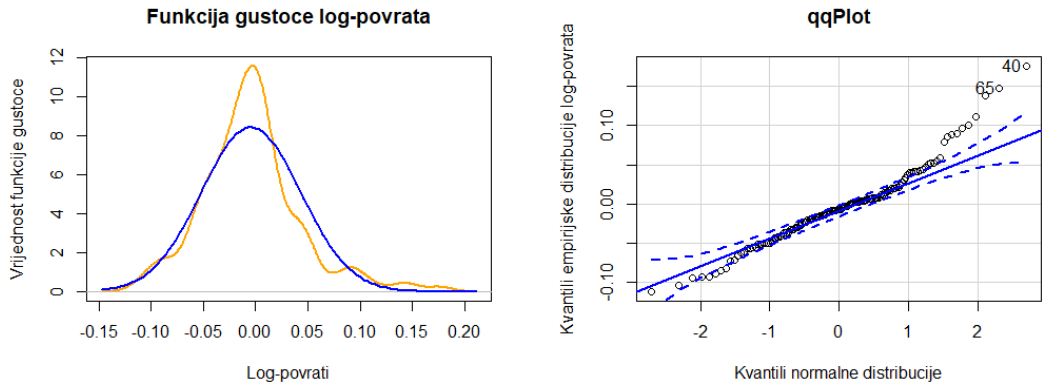 Funkcija gustoce log-povrata
Vrijednost funkcije gustoce
12
10
8
6
4
2
0
-0.15 -0.10 -0.05 0.00 0.05 0.10 0.15 0.20
Log-povrati
qqPlot
Kvantili empirijske distribucije log-povrata
0.10
0.00
-0.10
40
65
-2 -1 0 1 2
Kvantili normalne distribucije